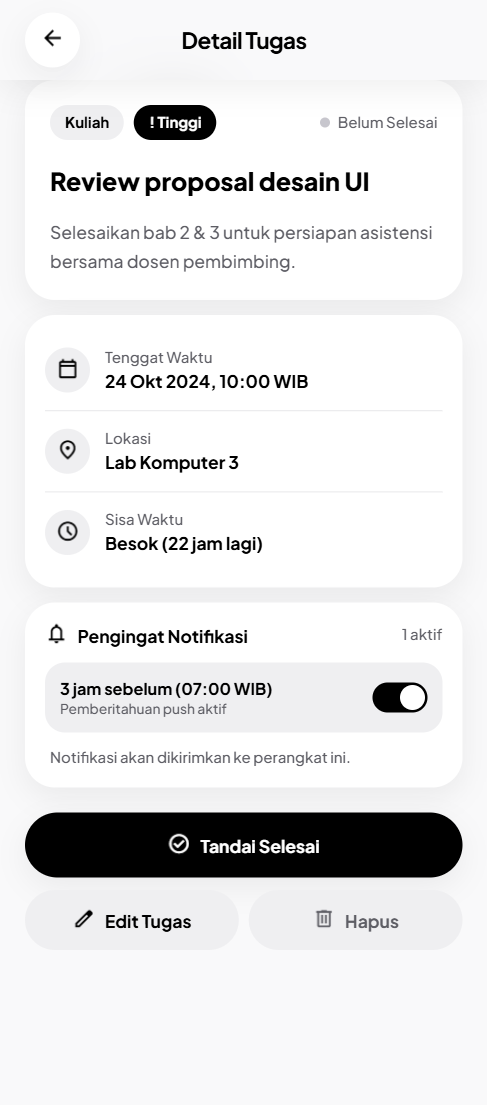 Detail Tugas
Kuliah
! Tinggi
Belum Selesai
Review proposal desain UI
Selesaikan bab 2 & 3 untuk persiapan asistensi
bersama dosen pembimbing.
Tenggat Waktu
24 Okt 2024, 10:00 WIB
Lokasi
Lab Komputer 3
Sisa Waktu
Besok (22 jam lagi)
Pengingat Notifikasi
1 aktif
3 jam sebelum (07:00 WIB)
Pemberitahuan push aktif
Notifikasi akan dikirimkan ke perangkat ini.
Tandai Selesai
Edit Tugas
Hapus